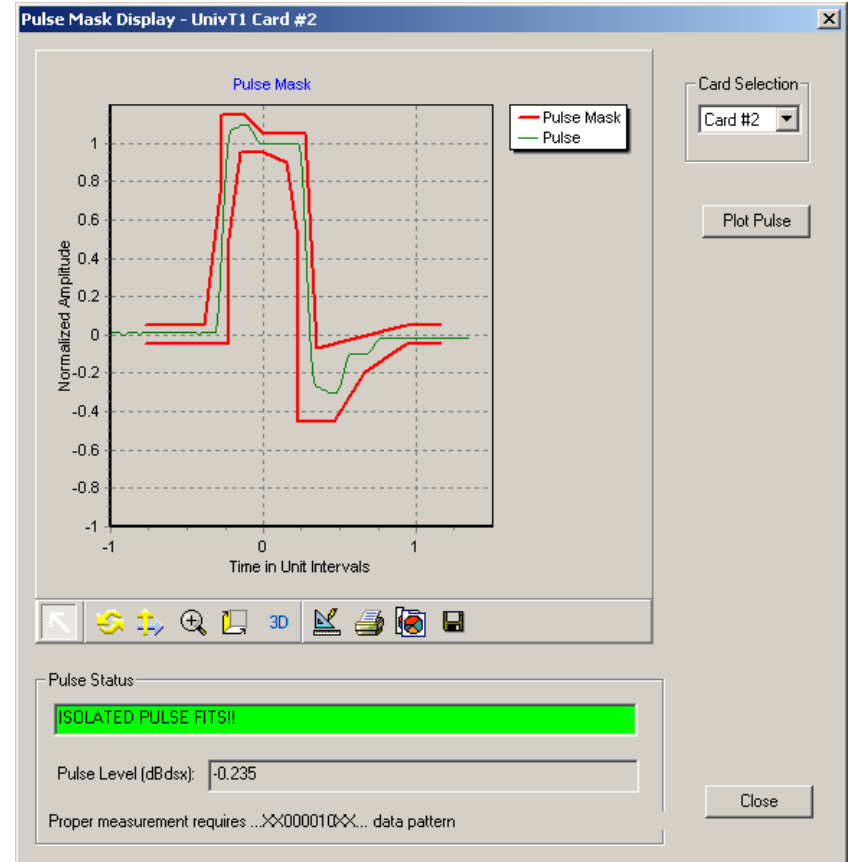 Pulse Mask Display - UnivT1 Card #2
Pulse Mask
Pulse Mask
Pulse
Normalized Amplitude
1
0.8
0.6
0.4
0.2
0
-0.2
-0.4
-0.6
-0.8
-1
-1
0
1
Time in Unit Intervals
Card Selection
Card #2
Plot Pulse
3D
Pulse Status
ISOLATED PULSE FITS!!
Pulse Level (dBdsx):
-0.235
Proper measurement requires ...XX000010XX... data pattern
Close